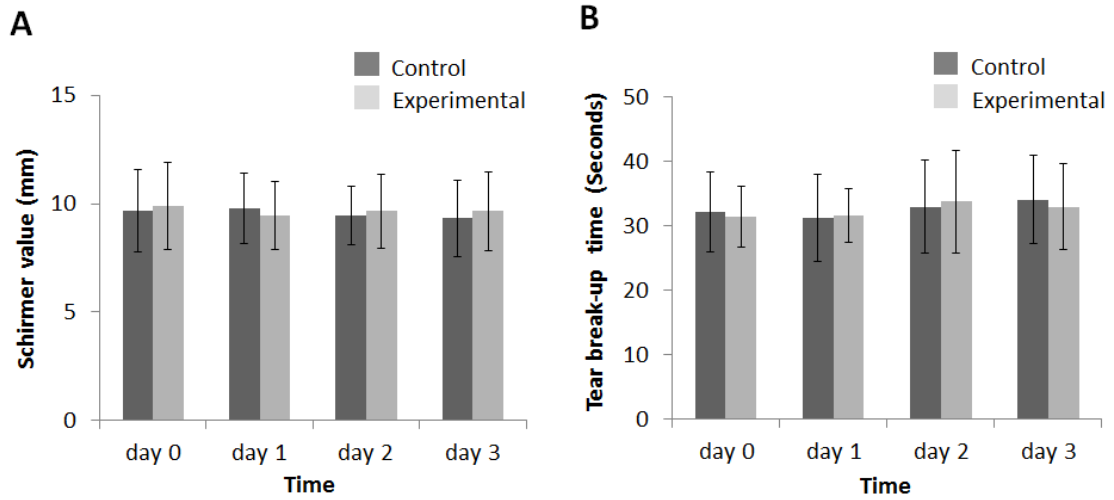 A
Control
Experimental
15
10
5
0
Schirmer value (mm)
day 0 day 1 day 2 day 3
Time
B
Control
Experimental
50
40
30
20
10
0
Tear break-up time (Seconds)
day 0 day 1 day 2 day 3
Time